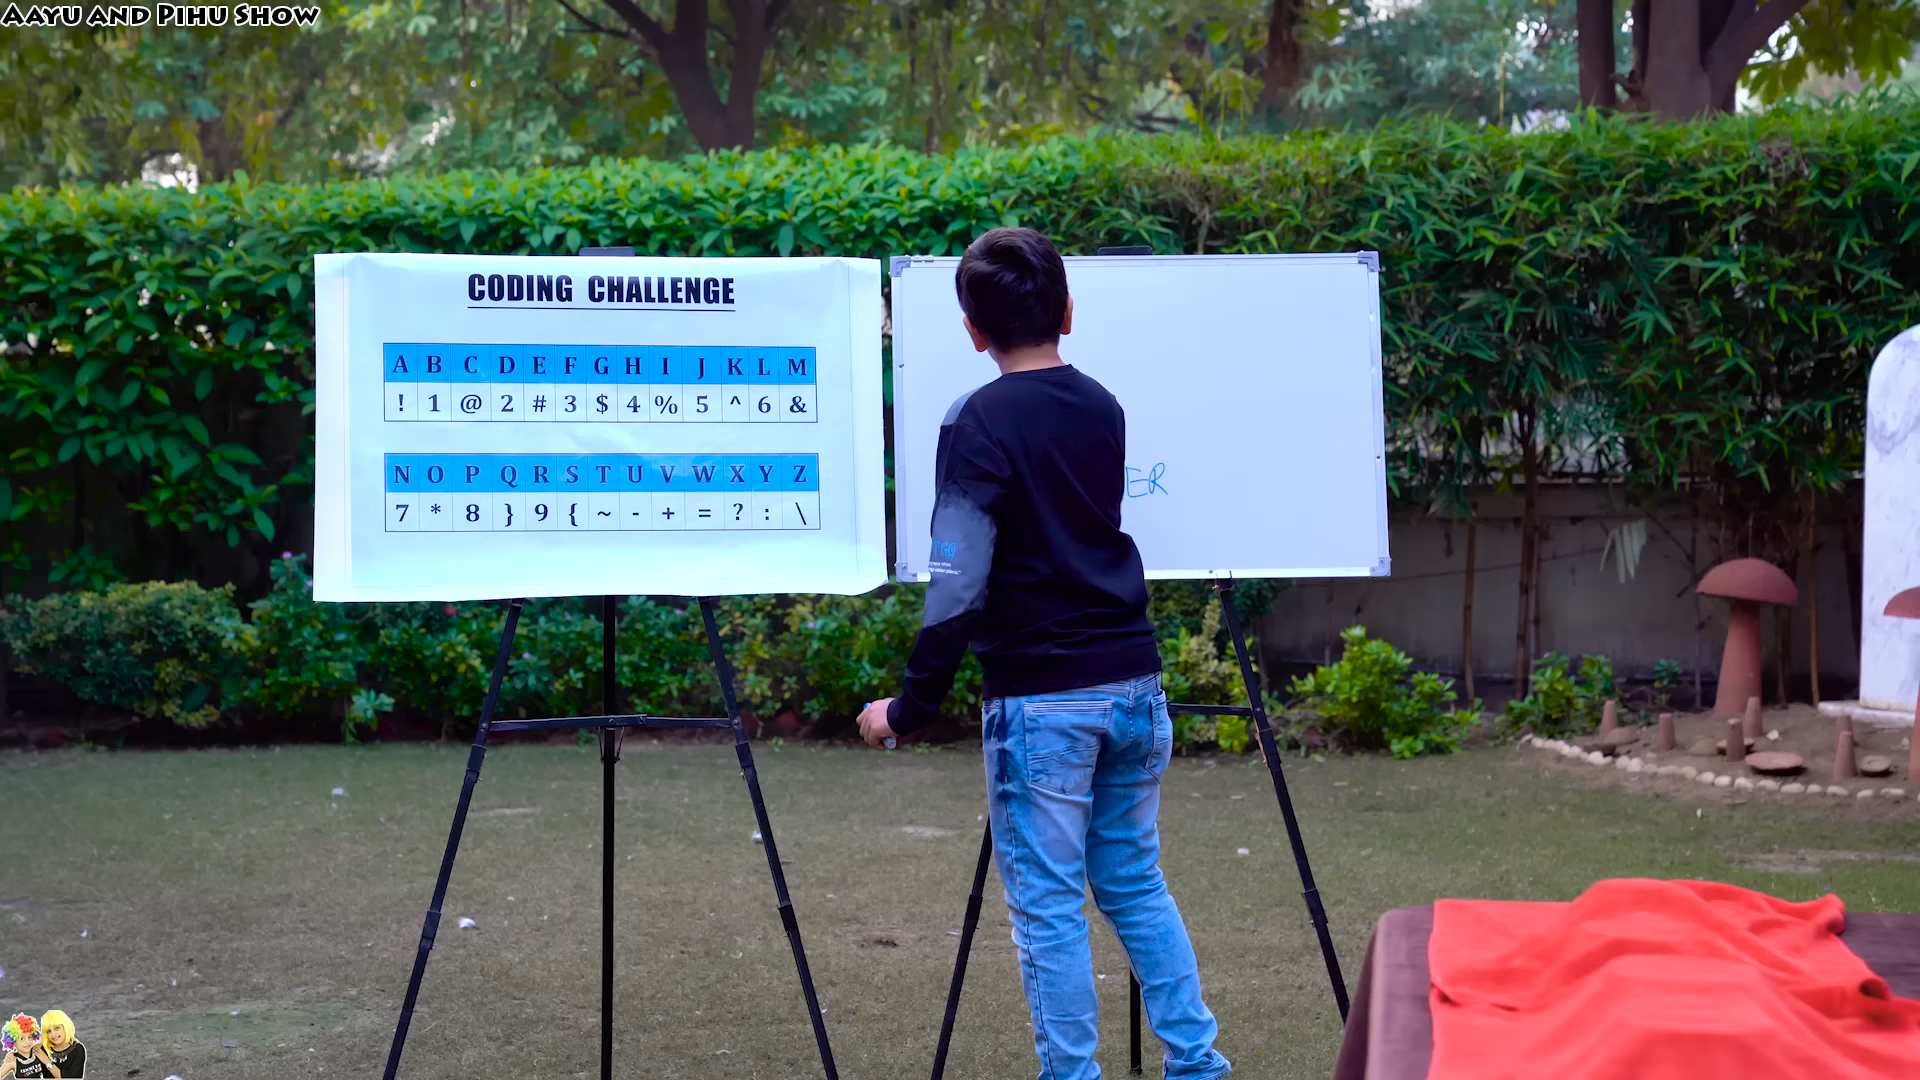 AAYU AND PIHU SHOW
CODING CHALLENGE
A B C D E F G H I J K L M
! 1 @ 2 # 3 $ 4 % 5 ^ 6 &
N O P Q R S T U V W X Y Z
7 * 8 } 9 { ~ - + = ? : \
ER